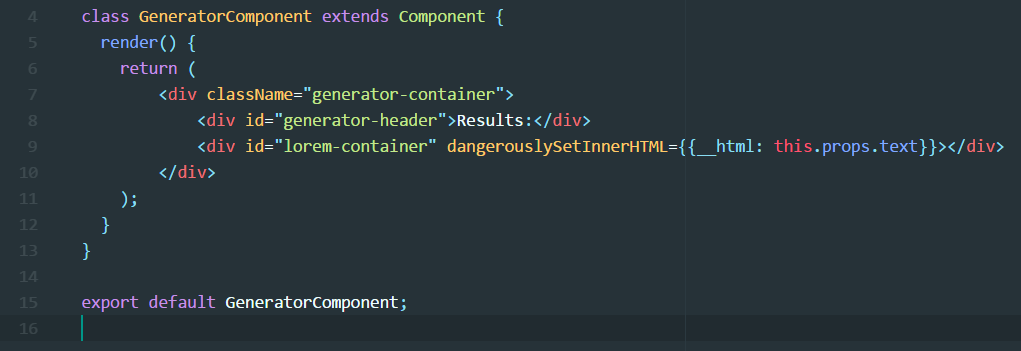 4 class GeneratorComponent extends Component {
5   render() {
6     return (
7         <div className="generator-container">
8             <div id="generator-header">Results:</div>
9             <div id="lorem-container" dangerouslySetInnerHTML={{__html: this.props.text}}></div>
10         </div>
11     );
12   }
13 }
14
15 export default GeneratorComponent;
16